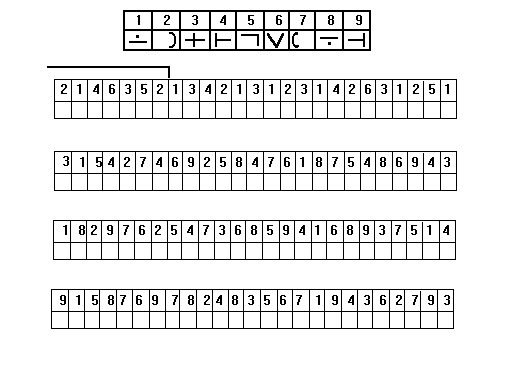 1 2 3 4 5 6 7 8 9
2 1 4 6 3 5 2 1 3 4 2 1 3 1 2 3 1 4 2 6 3 1 2 5 1
3 1 5 4 2 7 4 6 9 2 5 8 4 7 6 1 8 7 5 4 8 6 9 4 3
1 8 2 9 7 6 2 5 4 7 3 6 8 5 9 4 1 6 8 9 3 7 5 1 4
9 1 5 8 7 6 9 7 8 2 4 8 3 5 6 7 1 9 4 3 6 2 7 9 3